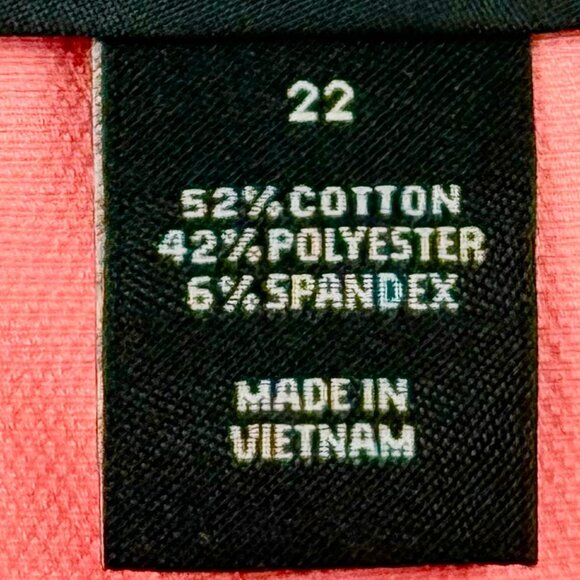 22
52% COTTON
42% POLYESTER
6% SPANDEX
MADE IN
VIETNAM